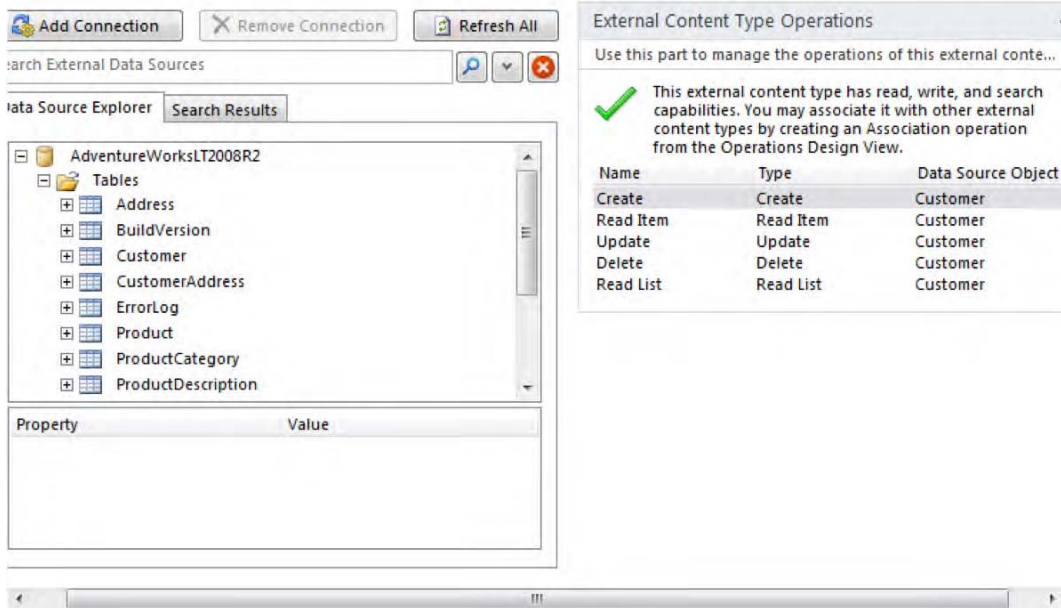 Add Connection
Remove Connection
Refresh All
earch External Data Sources
Data Source Explorer
Search Results
AdventureWorksLT2008R2
Tables
Address
BuildVersion
Customer
CustomerAddress
ErrorLog
Product
ProductCategory
ProductDescription
Property Value
External Content Type Operations
Use this part to manage the operations of this external conte...
This external content type has read, write, and search
capabilities. You may associate it with other external
content types by creating an Association operation
from the Operations Design View.
Name Type Data Source Object
Create Create Customer
Read Item Read Item Customer
Update Update Customer
Delete Delete Customer
Read List Read List Customer